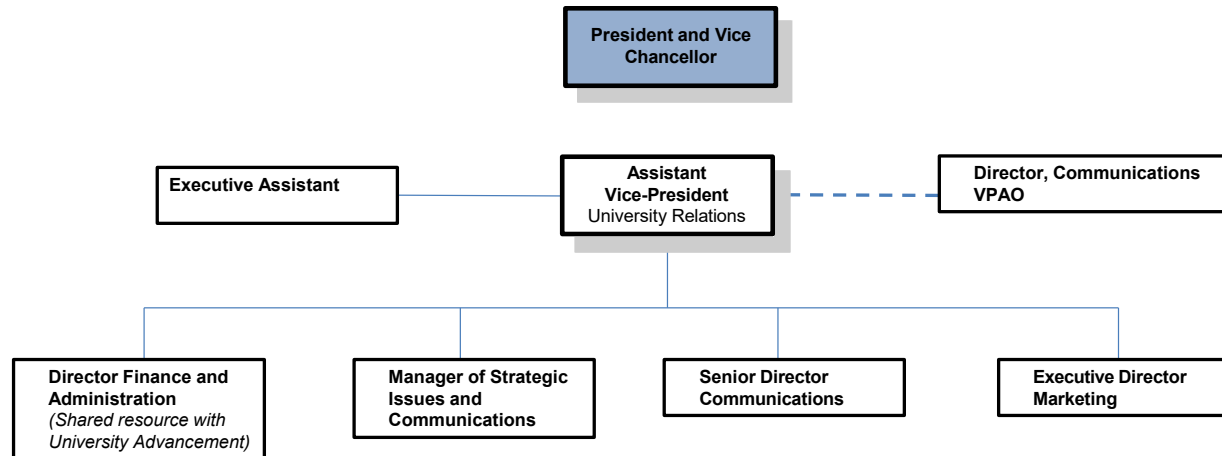 President and Vice
Chancellor
Executive Assistant
Assistant
Vice-President
University Relations
Director, Communications
VPAO
Director Finance and
Administration
(Shared resource with
University Advancement)
Manager of Strategic
Issues and
Communications
Senior Director
Communications
Executive Director
Marketing